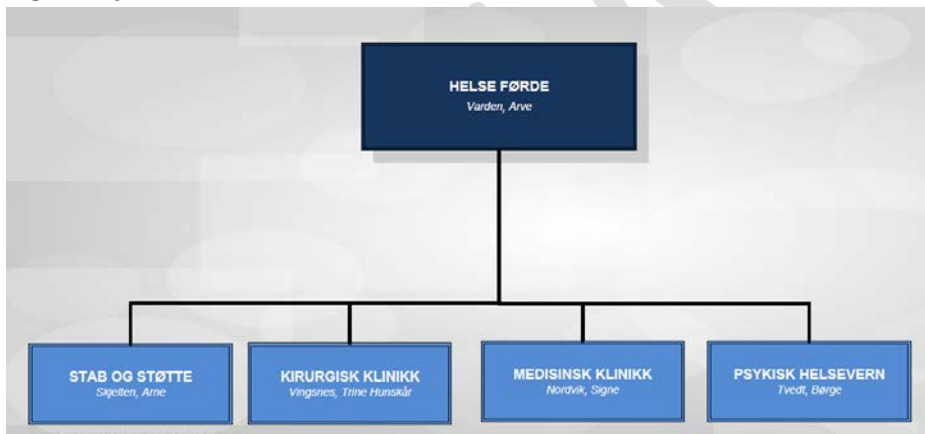 HELSE FØRDE
Varden, Arve
STAB OG STØTTE
Skjelten, Arne
KIRURGISK KLINIKK
Vingsnes, Trine Hunskår
MEDISINSK KLINIKK
Nordvik, Signe
PSYKISK HELSEVERN
Tvedt, Børge